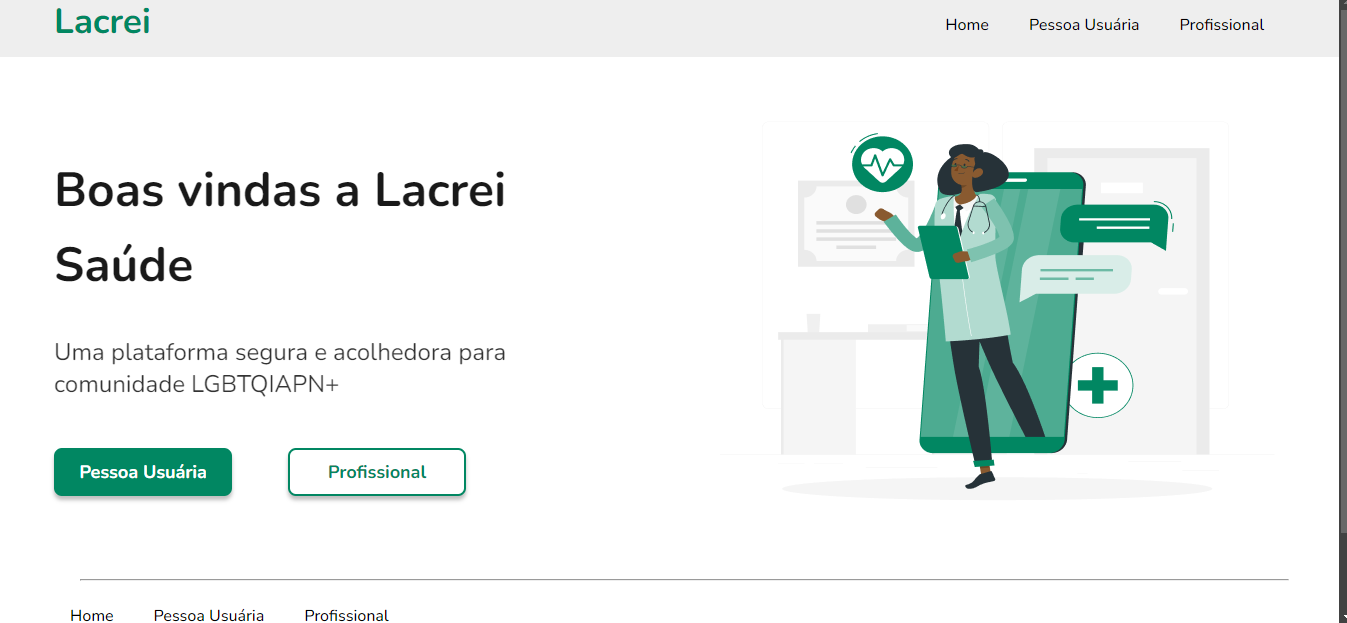 Lacrei
Home Pessoa Usuária Profissional
Boas vindas a Lacrei
Saúde
Uma plataforma segura e acolhedora para
comunidade LGBTQIAPN+
Pessoa Usuária Profissional
Home Pessoa Usuária Profissional